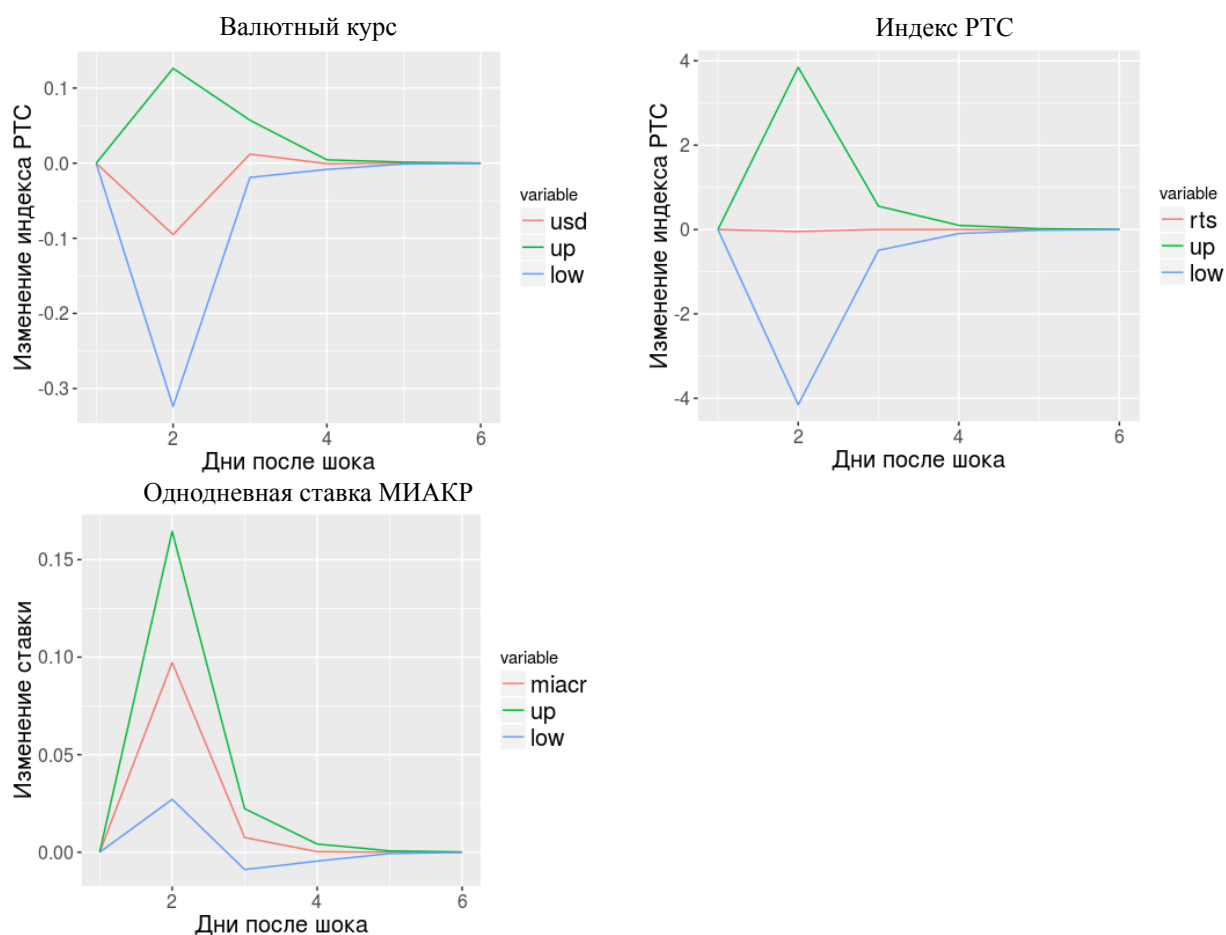 Валютный курс
Изменение индекса РТС
0.1
0.0
-0.1
-0.2
-0.3
2
4
6
Дни после шока
variable
usd
up
low
Индекс РТС
Изменение индекса РТС
4
2
0
-2
-4
2
4
6
Дни после шока
variable
rts
up
low
Однодневная ставка МИАКР
Изменение ставки
0.15
0.10
0.05
0.00
2
4
6
Дни после шока
variable
miacr
up
low